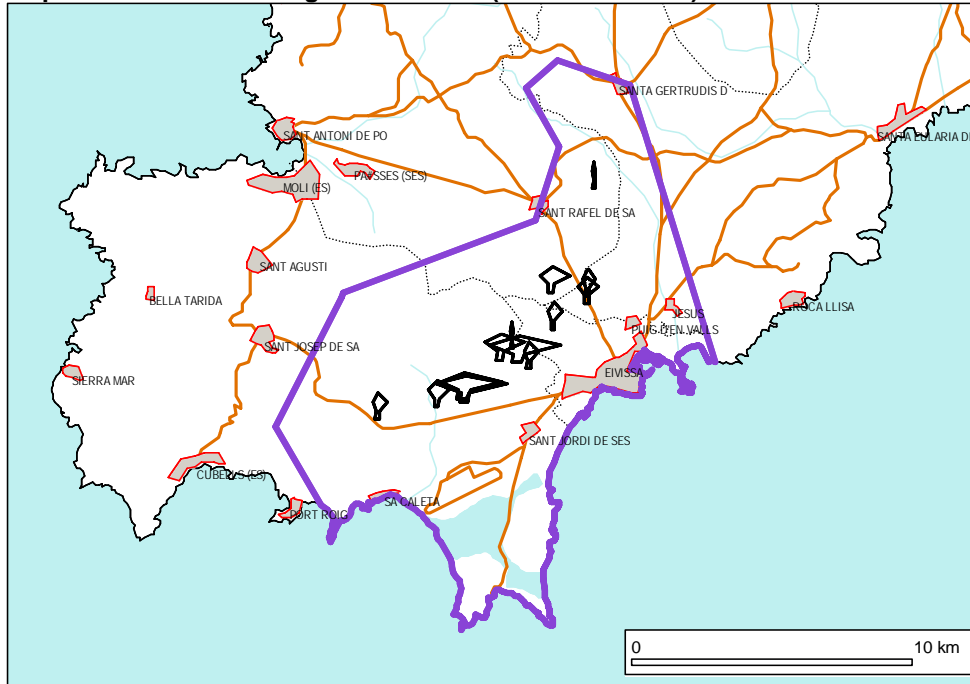 SANTA GERTRUDIS D
SANT ANTONI DE PO
SANTA EULARIA DE
PAYSSES (SES)
MOLI (ES)
SANT RAFEL DE SA
SANT AGUSTI
BELLA TARIDA
ROCA LLISA
JESUS
PUIG D'EN VALLS
SANT JOSEP DE SA
SIERRA MAR
EIVISSA
SANT JORDI DE SES
CUBELLS (ES)
SA CALETA
PORT ROIG
0 10 km